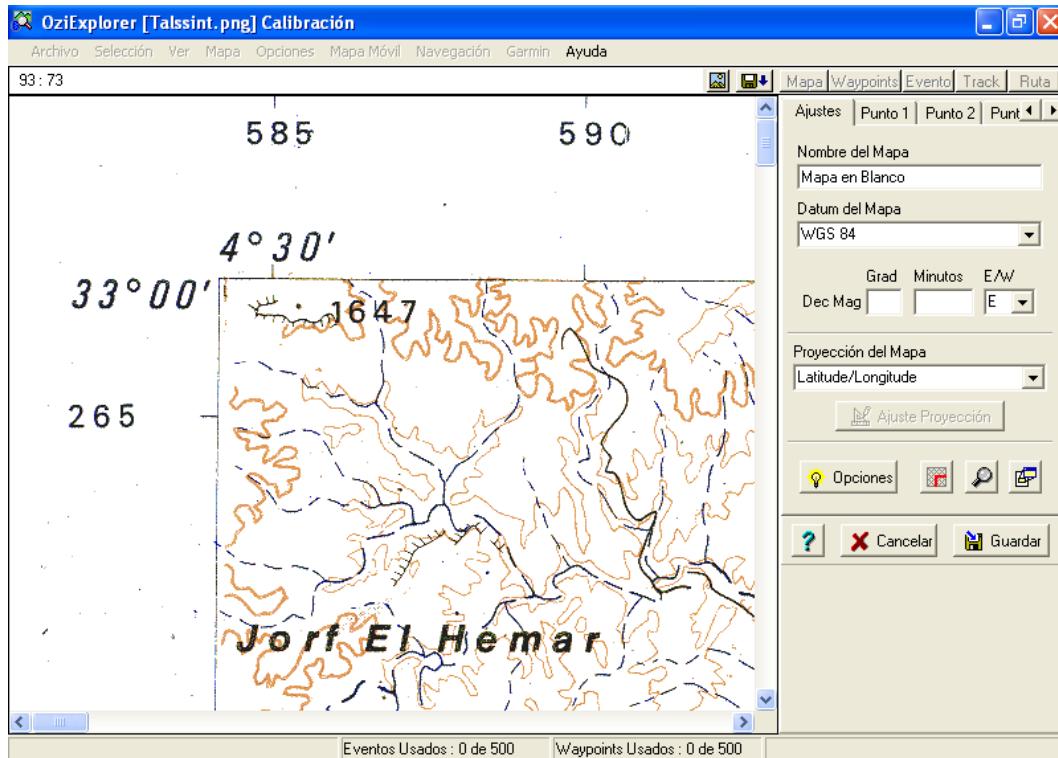 OziExplorer [Talssint.png] Calibración
Archivo Selección Ver Mapa Opciones Mapa Móvil Navegación Garmin Ayuda
93 : 73
Mapa Waypoints Evento Track Ruta
585 590
4°30'
33°00'
1647
265
Jorf El Hemar
Ajustes Punto 1 Punto 2 Punt
Nombre del Mapa
Mapa en Blanco
Datum del Mapa
WGS 84
Grad Minutos E/W
Dec Mag E
Proyección del Mapa
Latitude/Longitude
Ajuste Proyección
Opciones
? Cancelar Guardar
Eventos Usados : 0 de 500 Waypoints Usados : 0 de 500